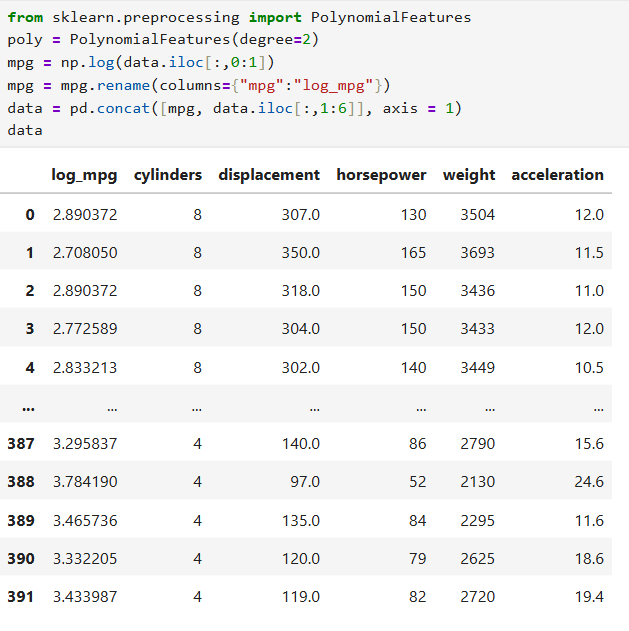 from sklearn.preprocessing import PolynomialFeatures
poly = PolynomialFeatures(degree=2)
mpg = np.log(data.iloc[:,0:1])
mpg = mpg.rename(columns={"mpg":"log_mpg"})
data = pd.concat([mpg, data.iloc[:,1:6]], axis = 1)
data
log_mpg cylinders displacement horsepower weight acceleration
0 2.890372 8 307.0 130 3504 12.0
1 2.708050 8 350.0 165 3693 11.5
2 2.890372 8 318.0 150 3436 11.0
3 2.772589 8 304.0 150 3433 12.0
4 2.833213 8 302.0 140 3449 10.5
... ... ... ... ... ... ...
387 3.295837 4 140.0 86 2790 15.6
388 3.784190 4 97.0 52 2130 24.6
389 3.465736 4 135.0 84 2295 11.6
390 3.332205 4 120.0 79 2625 18.6
391 3.433987 4 119.0 82 2720 19.4